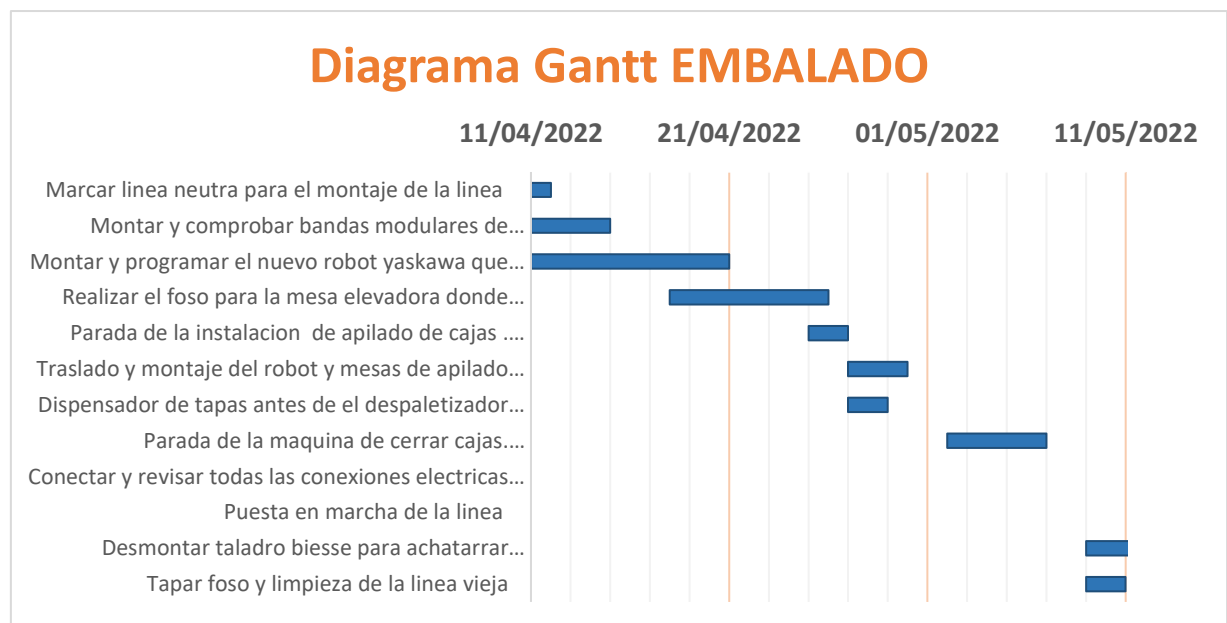 Diagrama Gantt EMBALADO
11/04/2022 21/04/2022 01/05/2022 11/05/2022
Marcar linea neutra para el montaje de la linea
Montar y comprobar bandas modulares de...
Montar y programar el nuevo robot yaskawa que...
Realizar el foso para la mesa elevadora donde...
Parada de la instalacion  de apilado de cajas ....
Traslado y montaje del robot y mesas de apilado...
Dispensador de tapas antes de el despaletizador...
Parada de la maquina de cerrar cajas....
Conectar y revisar todas las conexiones electricas...
Puesta en marcha de la linea
Desmontar taladro biesse para achatarrar...
Tapar foso y limpieza de la linea vieja